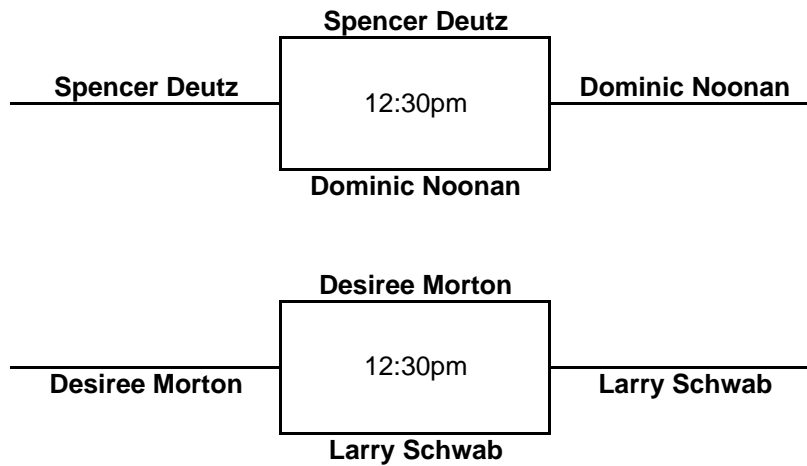 Spencer Deutz
Spencer Deutz
12:30pm
Dominic Noonan
Dominic Noonan
Desiree Morton
Desiree Morton
12:30pm
Larry Schwab
Larry Schwab